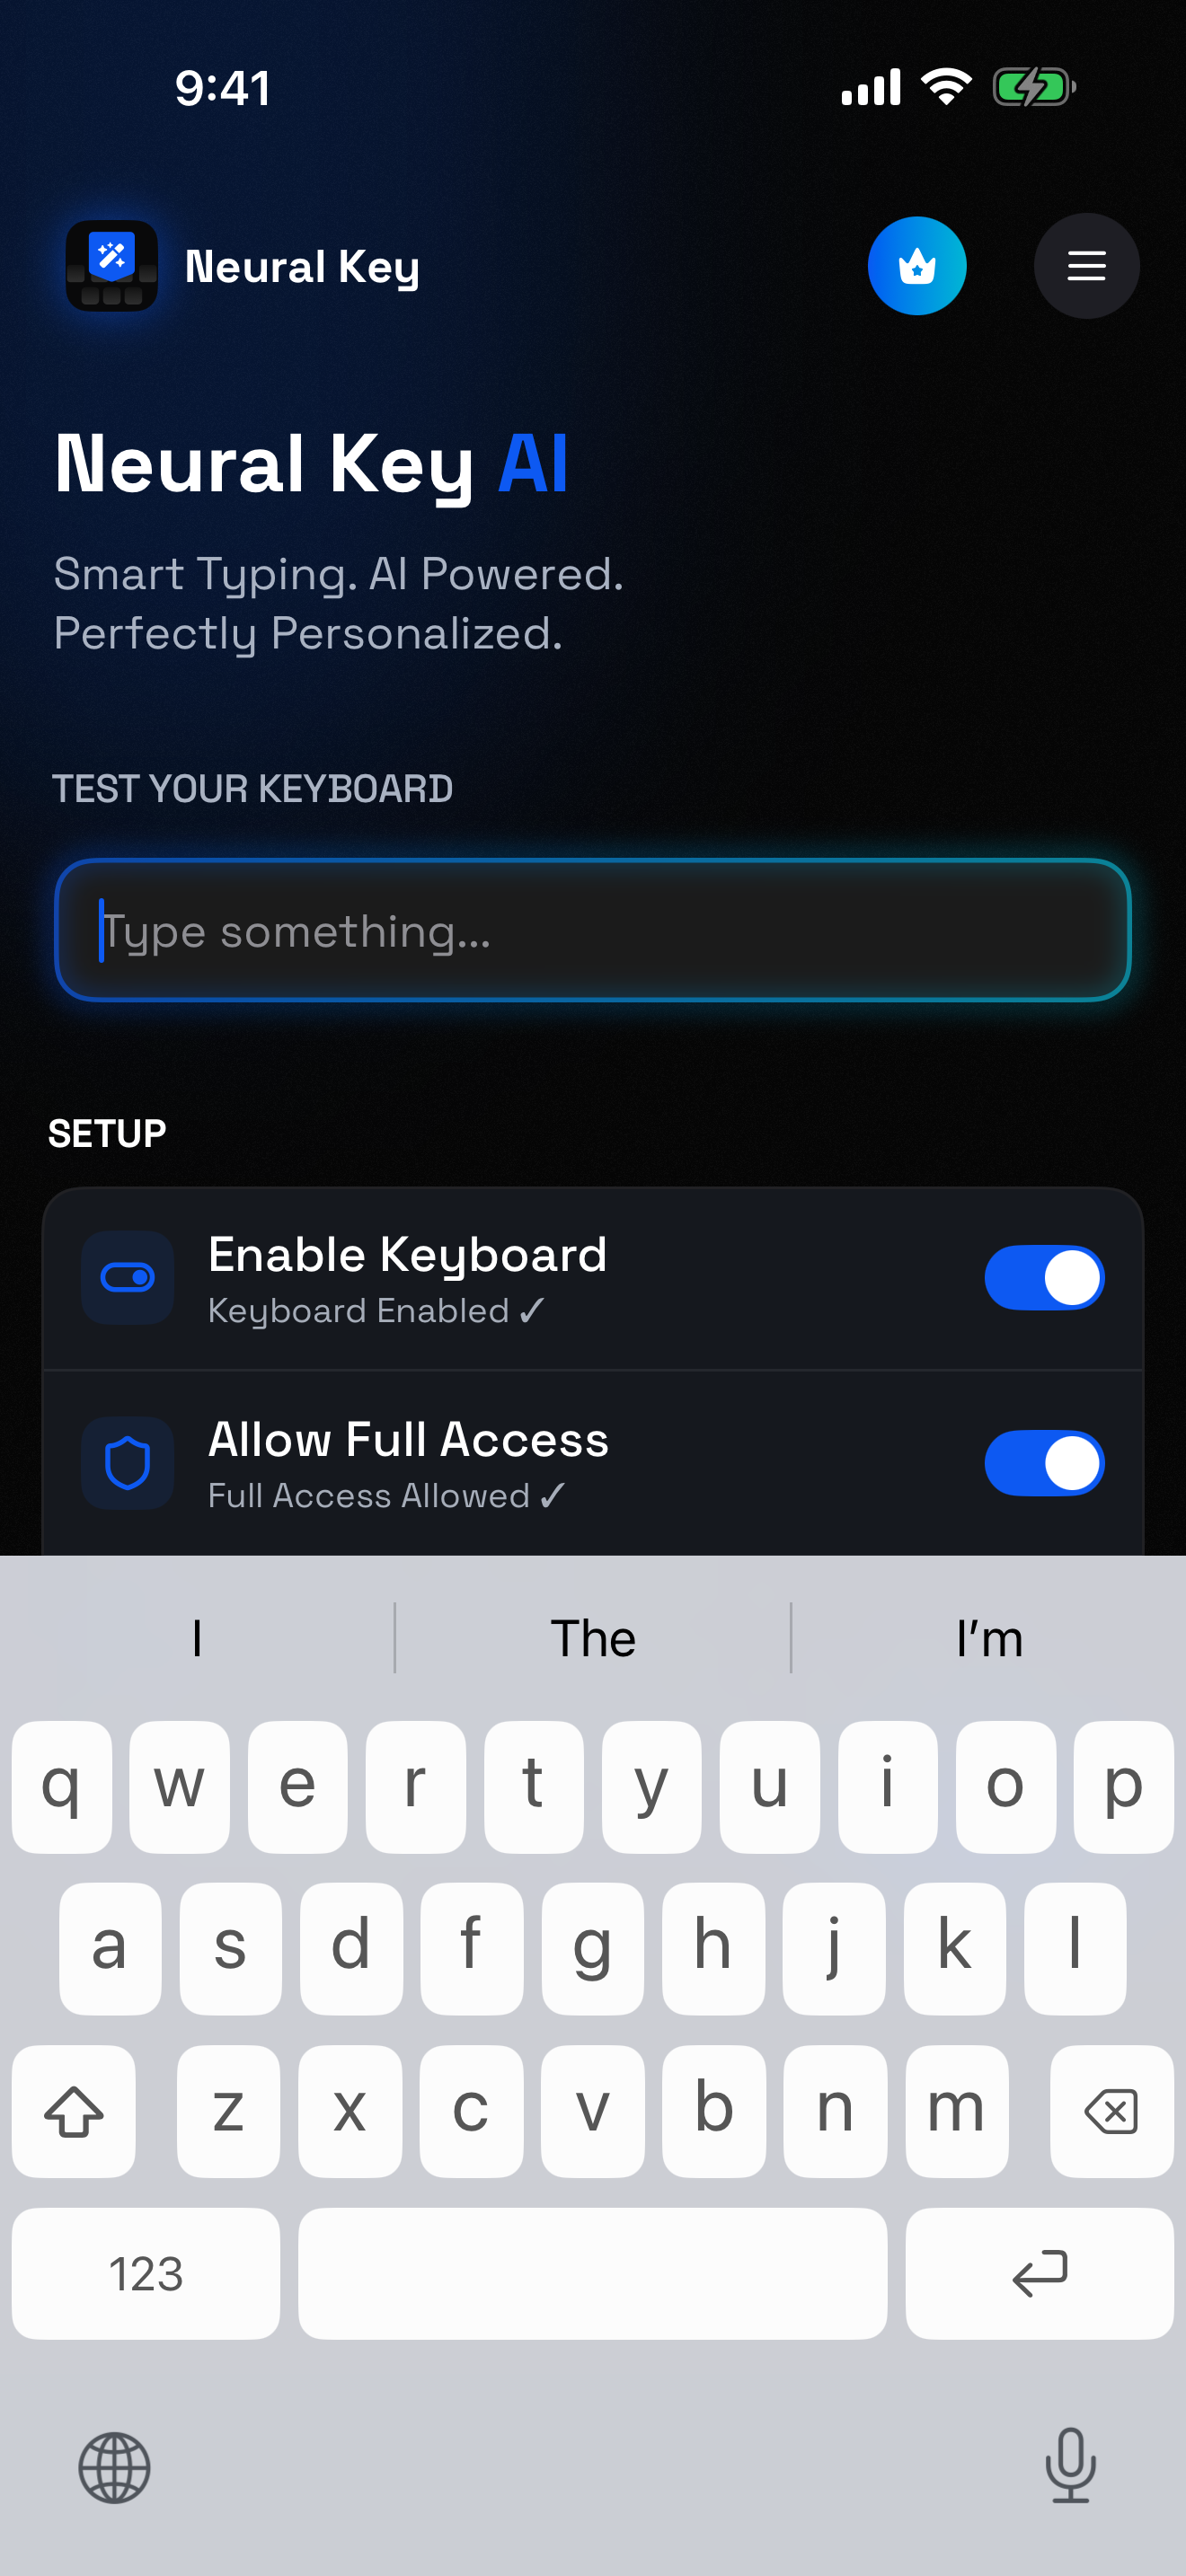 9:41
Neural Key
Neural Key AI
Smart Typing. AI Powered.
Perfectly Personalized.
TEST YOUR KEYBOARD
Type something...
SETUP
Enable Keyboard
Keyboard Enabled ✓
Allow Full Access
Full Access Allowed ✓
I The I'm
q w e r t y u i o p
a s d f g h j k l
z x c v b n m
123